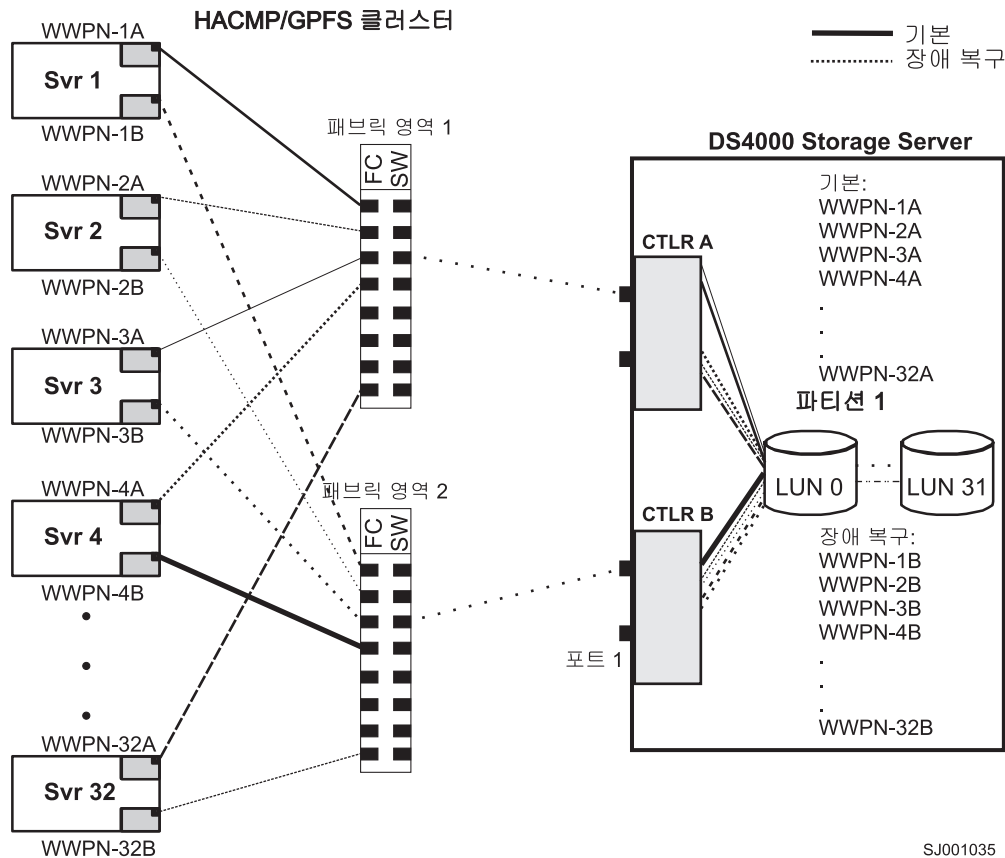 HACMP/GPFS 클러스터
기본
장애 복구
WWPN-1A
Svr 1
WWPN-1B
WWPN-2A
Svr 2
WWPN-2B
WWPN-3A
Svr 3
WWPN-3B
WWPN-4A
Svr 4
WWPN-4B
WWPN-32A
Svr 32
WWPN-32B
패브릭 영역 1
FC
SW
패브릭 영역 2
FC
SW
DS4000 Storage Server
기본:
WWPN-1A
WWPN-2A
WWPN-3A
WWPN-4A
.
.
.
WWPN-32A
CTLR A
파티션 1
LUN 0
LUN 31
CTLR B
포트 1
장애 복구:
WWPN-1B
WWPN-2B
WWPN-3B
WWPN-4B
.
.
.
WWPN-32B
SJ001035